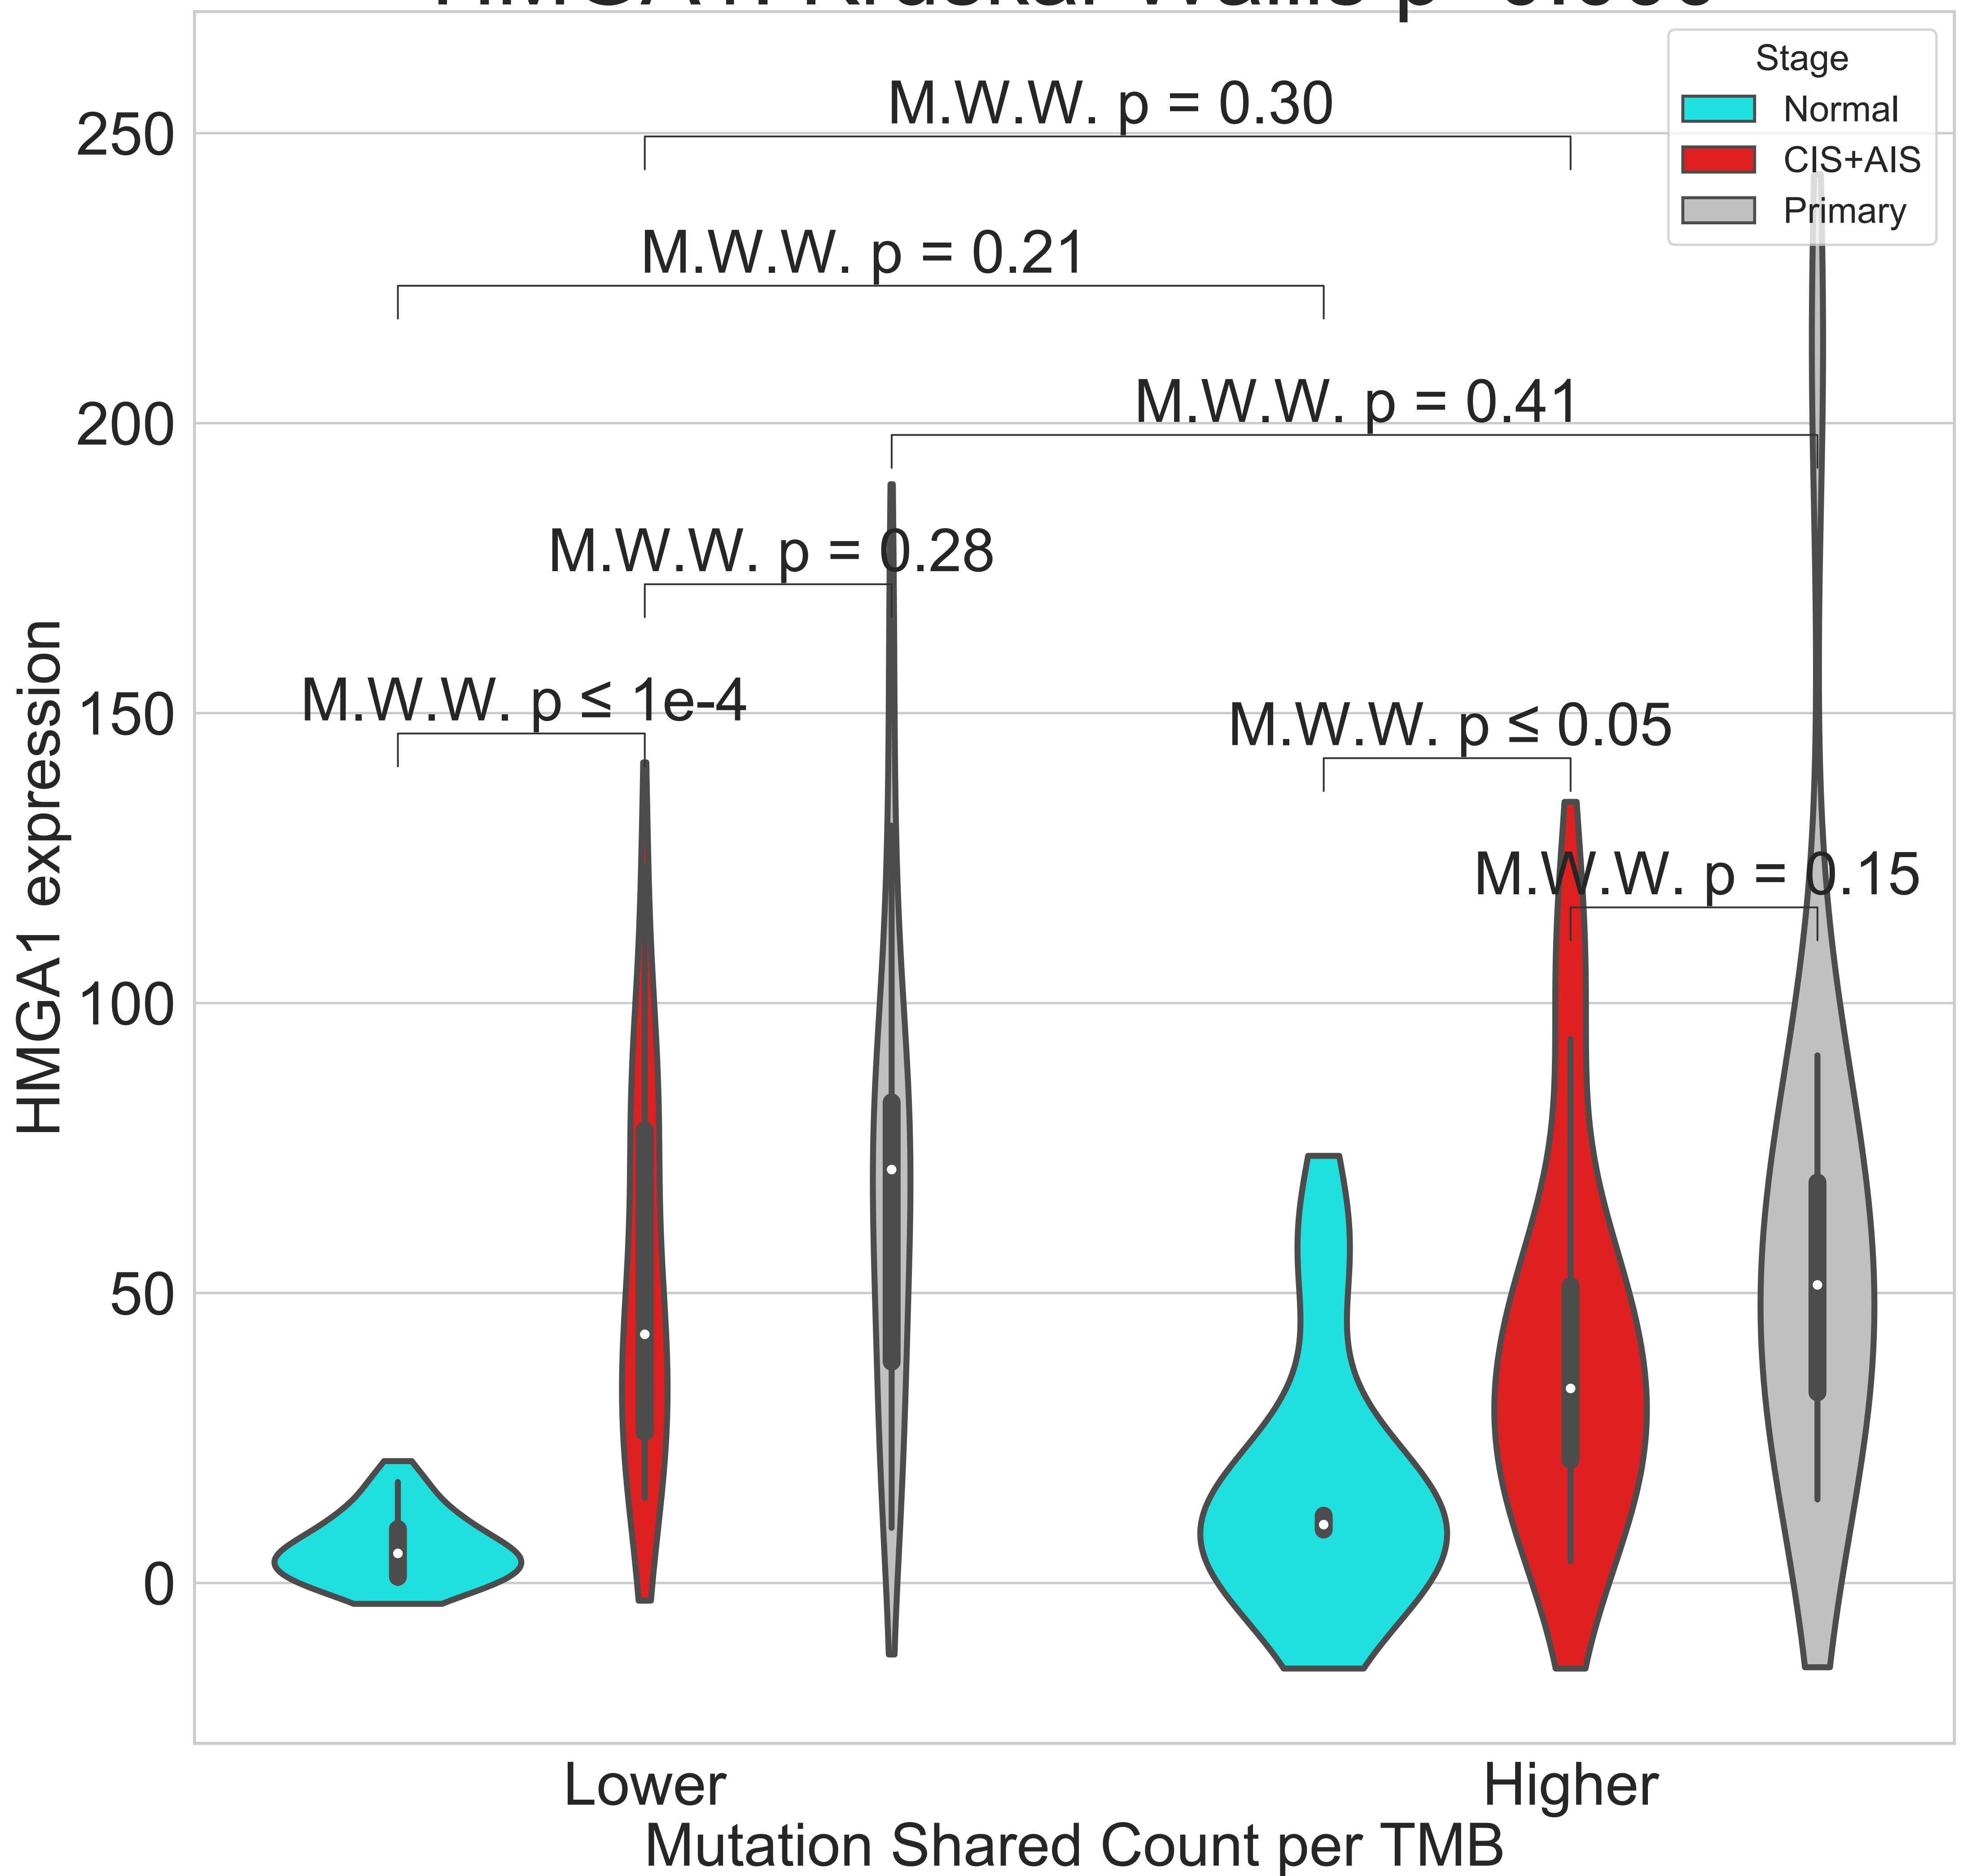 Stage
Normal
CIS+AIS
Primary
M.W.W. p = 0.30
M.W.W. p = 0.21
M.W.W. p = 0.41
M.W.W. p = 0.28
M.W.W. p ≤ 1e-4
M.W.W. p ≤ 0.05
M.W.W. p = 0.15
250
200
150
100
50
0
HMGA1 expression
Lower
Higher
Mutation Shared Count per TMB